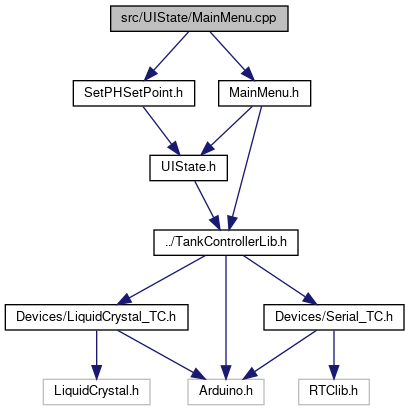 src/UIState/MainMenu.cpp
SetPHSetPoint.h
MainMenu.h
UIState.h
../TankControllerLib.h
Devices/LiquidCrystal_TC.h
Devices/Serial_TC.h
LiquidCrystal.h
Arduino.h
RTClib.h